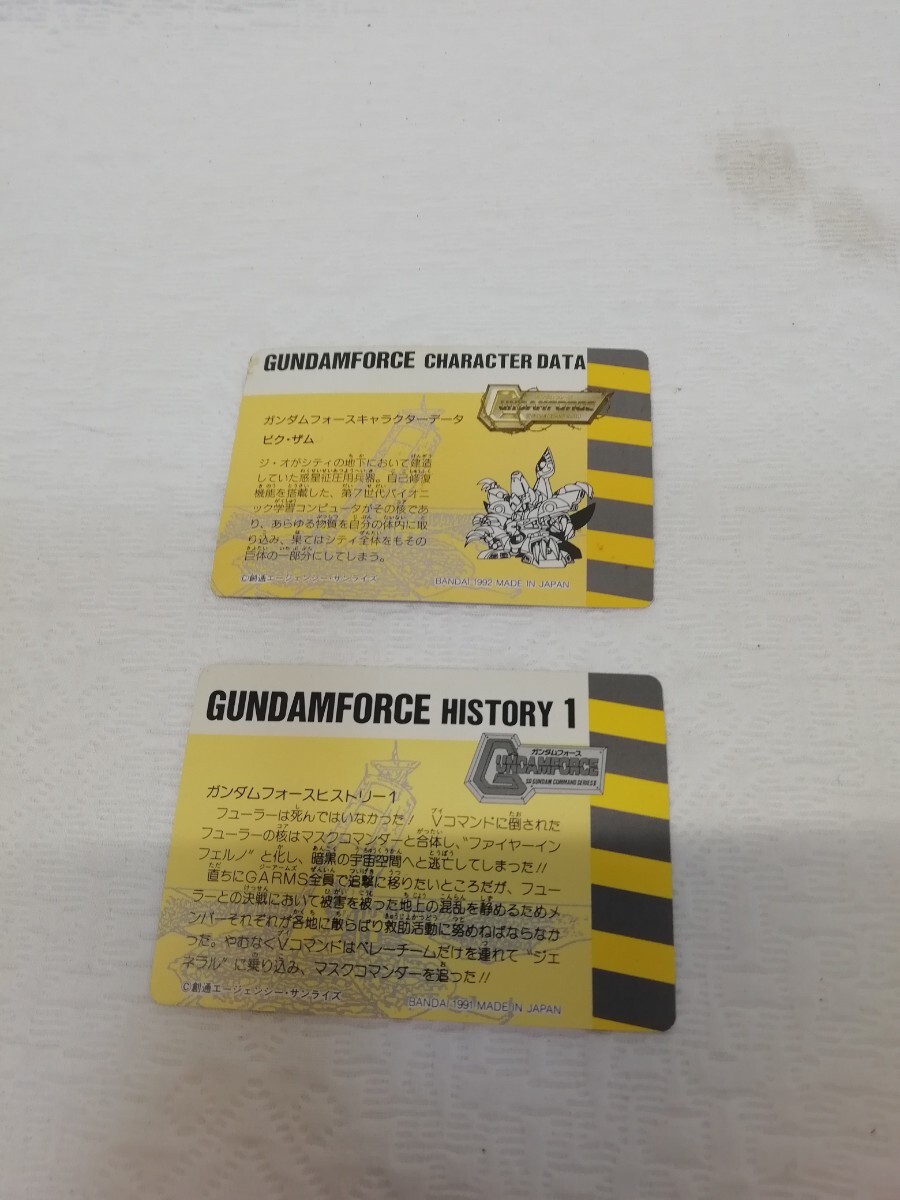 GUNDAMFORCE CHARACTER DATA
GUNDAMFORCE
ガンダムフォースキャラクターデータ
ビク・ザム
ジ・オがシティの地下において建造
していた惑星征圧用兵器。自己修復
機能を搭載した、第7世代バイオニ
ック学習コンピュータがその核であ
り、あらゆる物質を自分の体内に取
り込み、果てはシティ全体をもその
巨体の一部分にしてしまう。
©創通エージェンシー・サンライズ
BANDAI 1992 MADE IN JAPAN
GUNDAMFORCE HISTORY 1
ガンダムフォース
GUNDAMFORCE
SD GUNDAM COMMAND SERIES II
ガンダムフォースヒストリー1
フューラーは死んではいなかった! Vコマンドに倒された
フューラーの核はマスクコマンダーと合体し、“ファイヤーイン
フェルノ”と化し、暗黒の宇宙空間へと逃亡してしまった!!
直ちにGARMS全員で追撃に移りたいところだが、フュー
ラーとの決戦において被害を被った地上の混乱を静めるためメ
ンバーそれぞれが各地に散らばり救助活動に努めねばならなか
った。やむなくVコマンドはベレーチームだけを連れて“ジェ
ネラル”に乗り込み、マスクコマンダーを追った!!
©創通エージェンシー・サンライズ
BANDAI 1991 MADE IN JAPAN